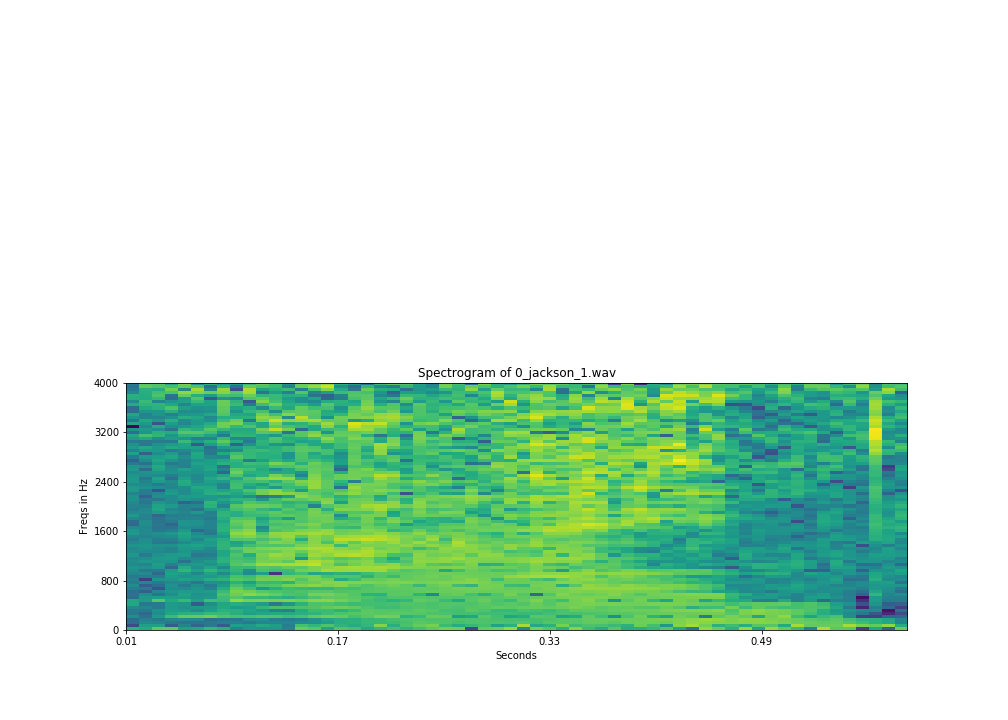 Spectrogram of 0_jackson_1.wav
4000
3200
2400
1600
800
0
Freqs in Hz
0.01 0.17 0.33 0.49
Seconds